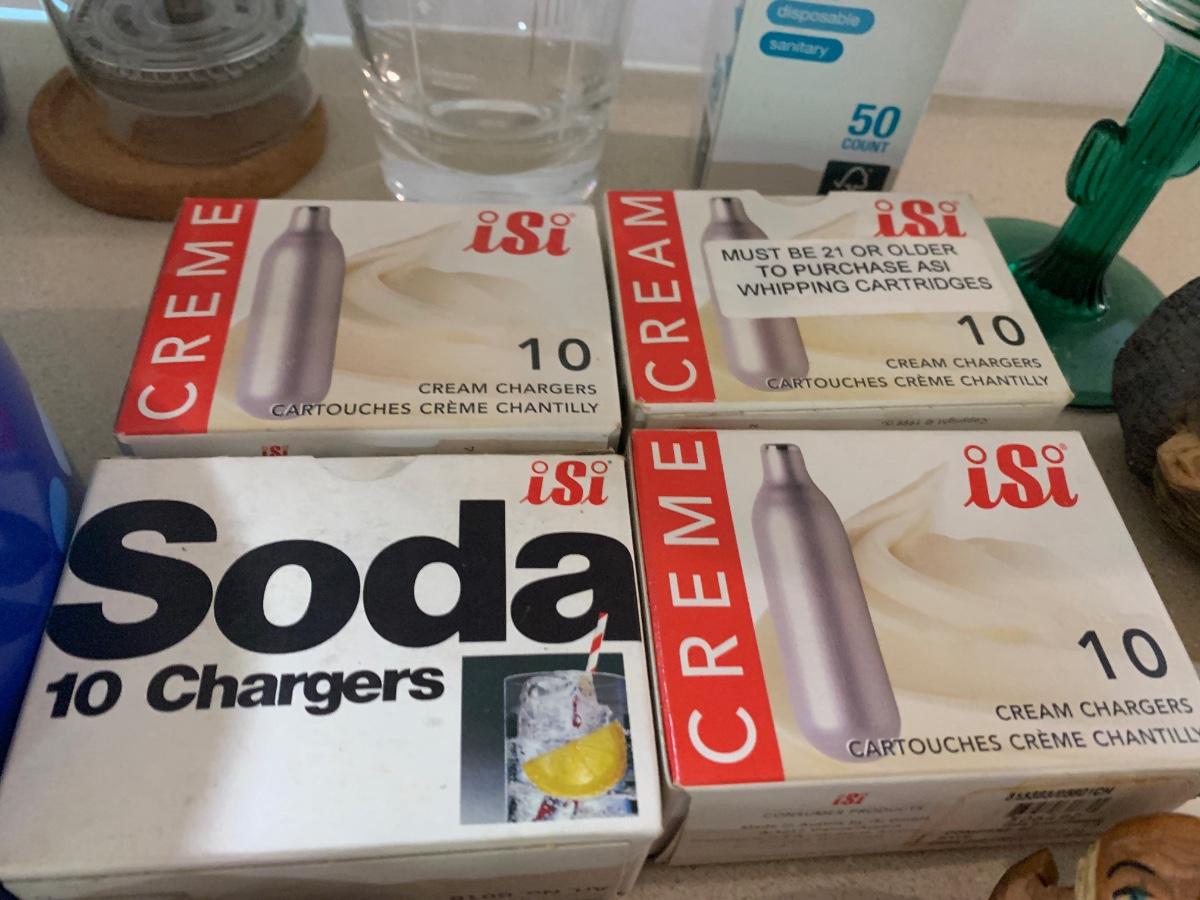 disposable
sanitary
50
COUNT
CREME
iSi
10
CREAM CHARGERS
CARTOUCHES CRÈME CHANTILLY
iSi
CREAM
iSi
MUST BE 21 OR OLDER
TO PURCHASE ASI
WHIPPING CARTRIDGES
10
CREAM CHARGERS
CARTOUCHES CRÈME CHANTILLY
iSi
Soda
10 Chargers
CREME
iSi
10
CREAM CHARGERS
CARTOUCHES CRÈME CHANTILLY
iSi
CONSUMER PRODUCTS